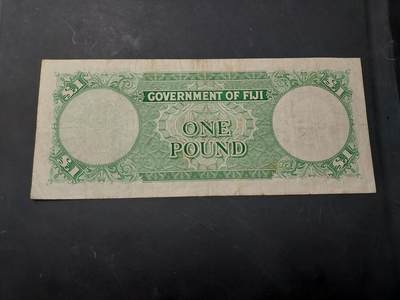 £1 £1
GOVERNMENT OF FIJI
ONE
POUND
£1 £1